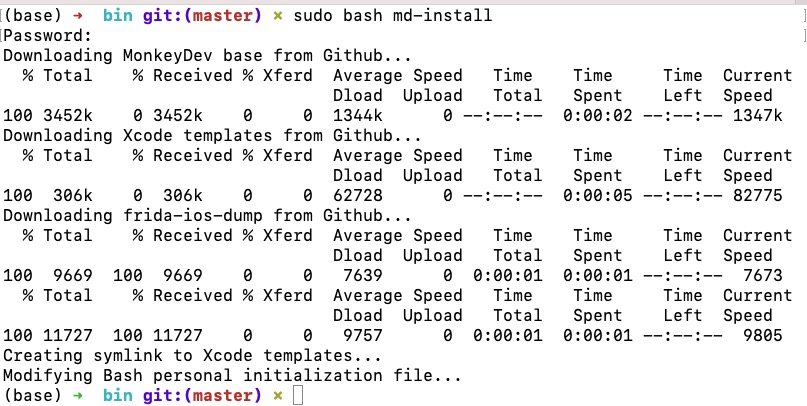 (base) → bin git:(master) × sudo bash md-install
Password:
Downloading MonkeyDev base from Github...
  % Total    % Received % Xferd  Average Speed   Time    Time     Time  Current
                                 Dload  Upload   Total   Spent    Left  Speed
100 3452k    0 3452k    0     0  1344k      0 --:--:--  0:00:02 --:--:-- 1347k
Downloading Xcode templates from Github...
  % Total    % Received % Xferd  Average Speed   Time    Time     Time  Current
                                 Dload  Upload   Total   Spent    Left  Speed
100  306k    0  306k    0     0  62728      0 --:--:--  0:00:05 --:--:-- 82775
Downloading frida-ios-dump from Github...
  % Total    % Received % Xferd  Average Speed   Time    Time     Time  Current
                                 Dload  Upload   Total   Spent    Left  Speed
100  9669  100  9669    0     0   7639      0  0:00:01  0:00:01 --:--:--  7673
  % Total    % Received % Xferd  Average Speed   Time    Time     Time  Current
                                 Dload  Upload   Total   Spent    Left  Speed
100 11727  100 11727    0     0   9757      0  0:00:01  0:00:01 --:--:--  9805
Creating symlink to Xcode templates...
Modifying Bash personal initialization file...
(base) → bin git:(master) ×